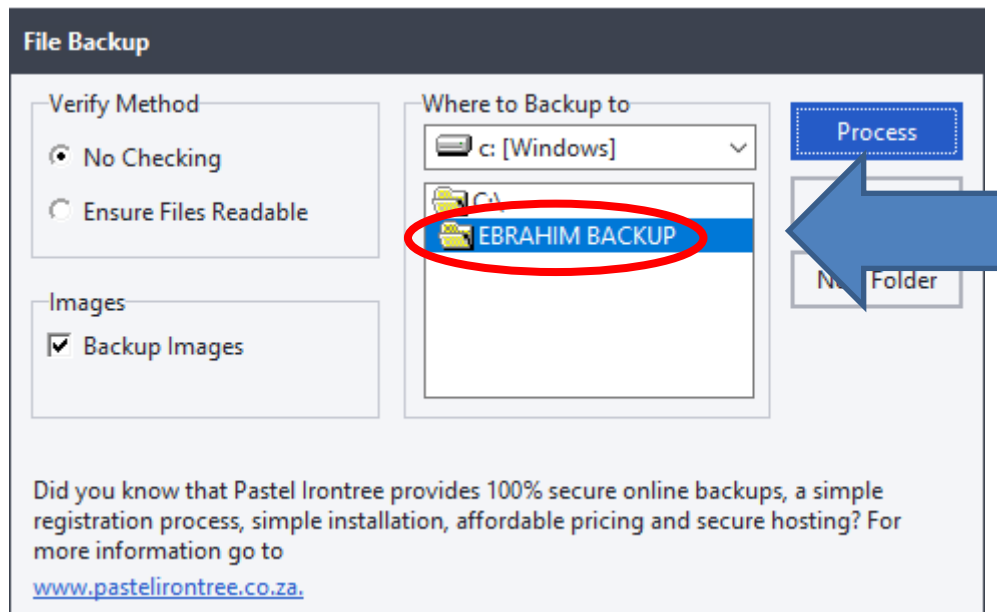 File Backup
Verify Method
No Checking
Ensure Files Readable
Images
Backup Images
Where to Backup to
c: [Windows]
C:\
EBRAHIM BACKUP
Process
Folder
Did you know that Pastel Irontree provides 100% secure online backups, a simple
registration process, simple installation, affordable pricing and secure hosting? For
more information go to
www.pastelirontree.co.za.